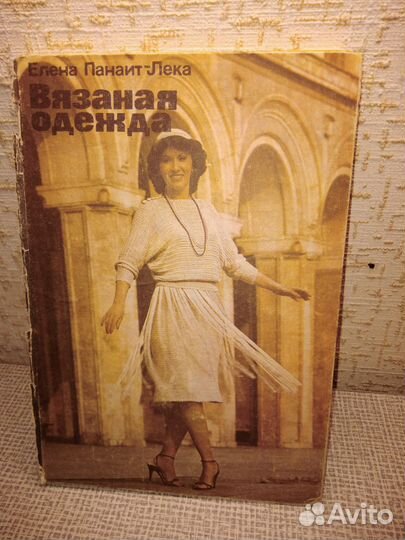 Елена Панаит-Лека
Вязаная
одежда
Avito